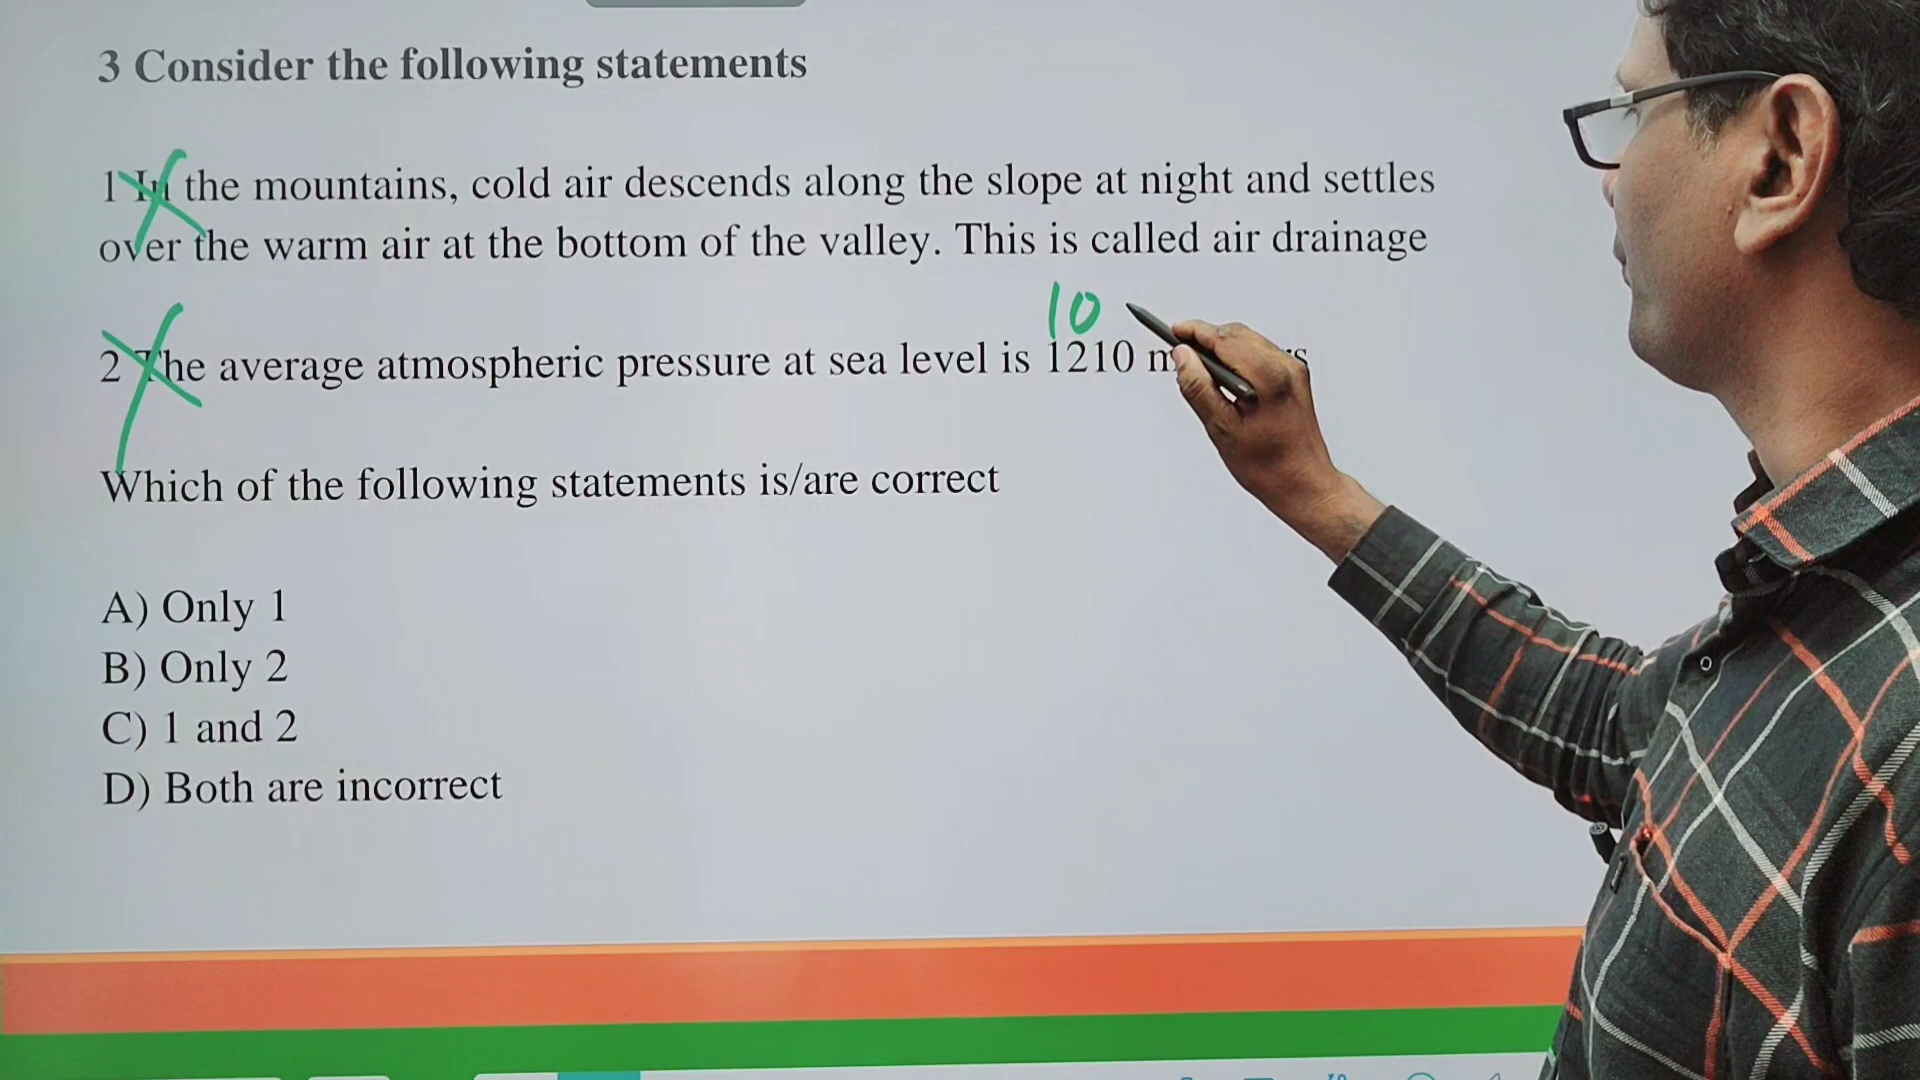 3 Consider the following statements
1 In the mountains, cold air descends along the slope at night and settles
over the warm air at the bottom of the valley. This is called air drainage
10
2 The average atmospheric pressure at sea level is 1210
Which of the following statements is/are correct
A) Only 1
B) Only 2
C) 1 and 2
D) Both are incorrect